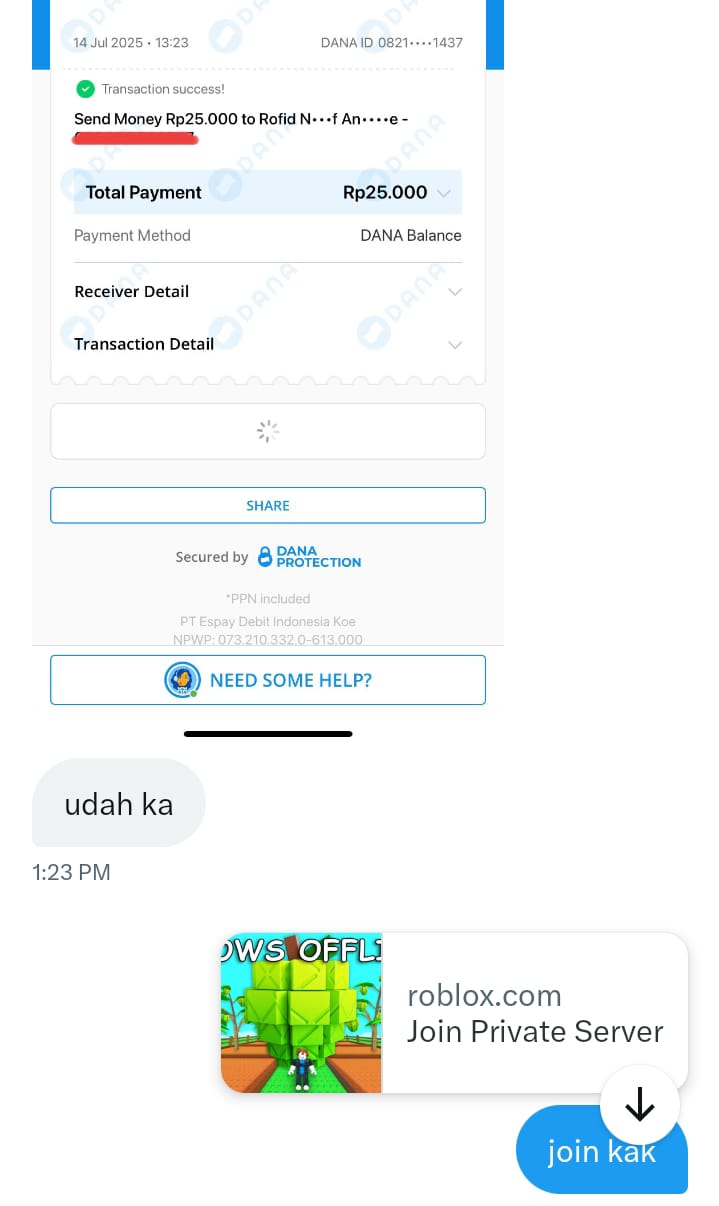 14 Jul 2025 • 13:23 DANA ID 0821••••1437
Transaction success!
Send Money Rp25.000 to Rofid N•••f An••••e -
Total Payment Rp25.000
Payment Method DANA Balance
Receiver Detail
Transaction Detail
SHARE
Secured by DANA PROTECTION
*PPN included
PT Espay Debit Indonesia Koe
NPWP: 073.210.332.0-613.000
NEED SOME HELP?
udah ka
1:23 PM
OWS OFFLI
roblox.com
Join Private Server
join kak